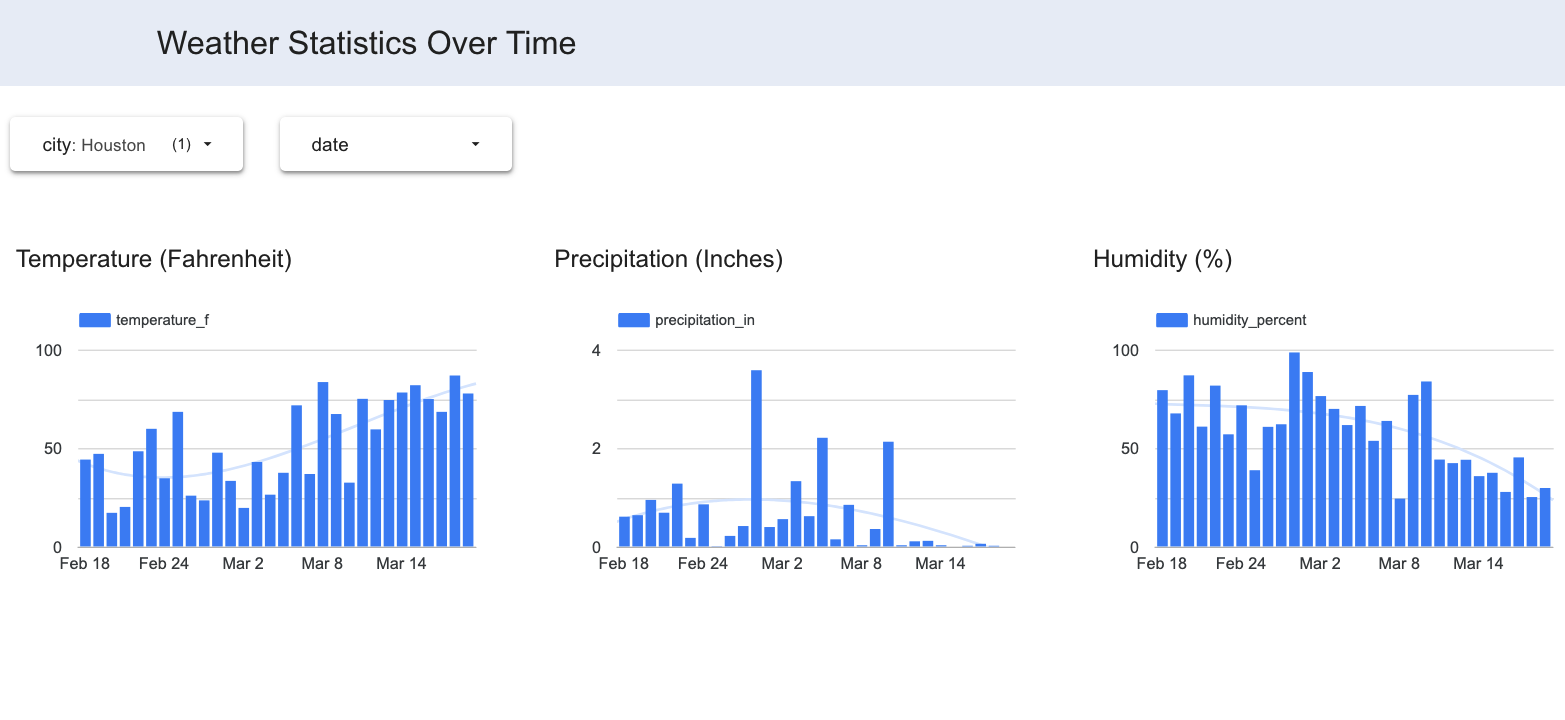 Weather Statistics Over Time
city: Houston (1)
date
Temperature (Fahrenheit)
temperature_f
100
50
0
Feb 18 Feb 24 Mar 2 Mar 8 Mar 14
Precipitation (Inches)
precipitation_in
4
2
0
Feb 18 Feb 24 Mar 2 Mar 8 Mar 14
Humidity (%)
humidity_percent
100
50
0
Feb 18 Feb 24 Mar 2 Mar 8 Mar 14